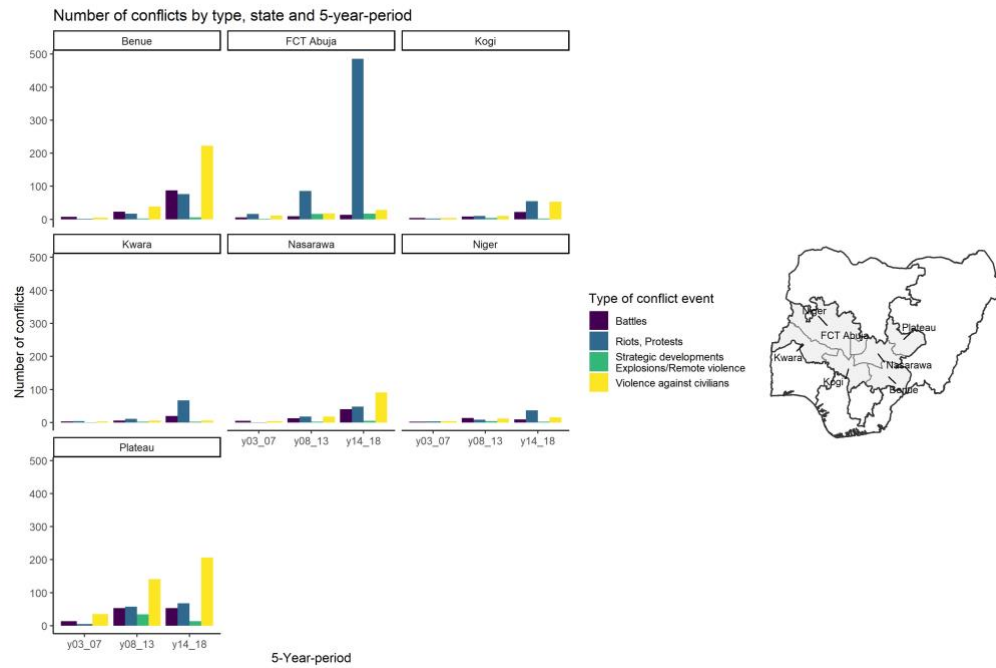 Number of conflicts by type, state and 5-year-period
Benue
FCT Abuja
Kogi
500
400
300
200
100
0
Kwara
Nasarawa
Niger
500
400
300
200
100
0
y03_07 y08_13 y14_18
y03_07 y08_13 y14_18
Plateau
500
400
300
200
100
0
y03_07 y08_13 y14_18
Number of conflicts
5-Year-period
Type of conflict event
Battles
Riots, Protests
Strategic developments
Explosions/Remote violence
Violence against civilians
Niger
FCT Abuja
Plateau
Kwara
Nasarawa
Kogi
Benue